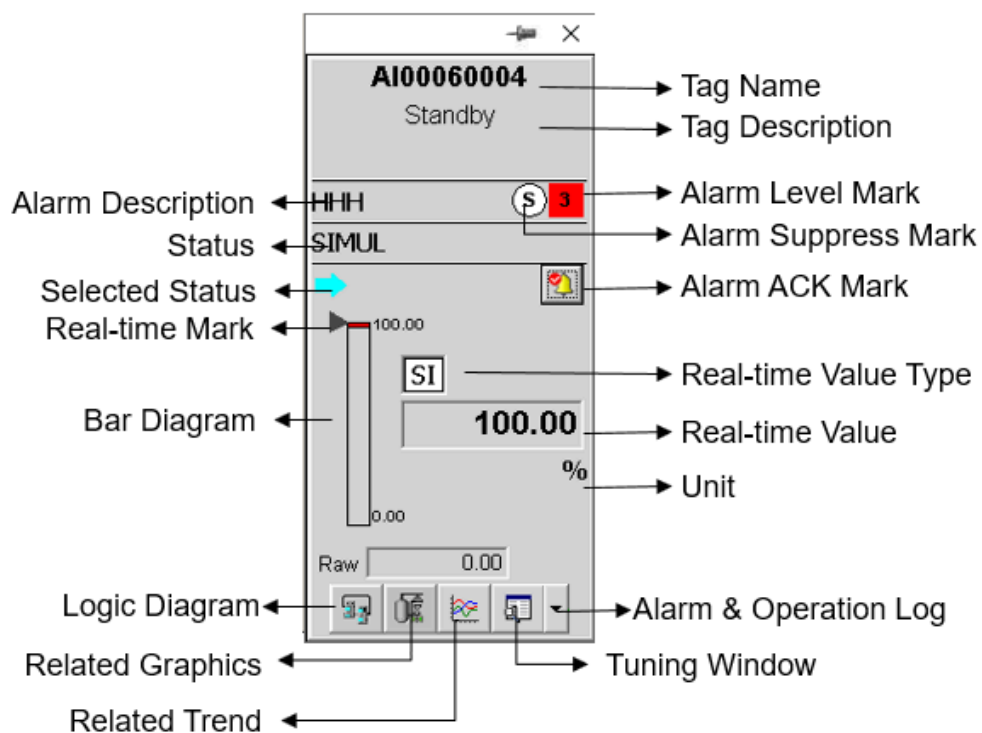 AI00060004
Tag Name
Standby
Tag Description
Alarm Description
HHH
S
3
Alarm Level Mark
Status
SIMUL
Alarm Suppress Mark
Selected Status
Alarm ACK Mark
Real-time Mark
100.00
SI
Real-time Value Type
Bar Diagram
100.00
Real-time Value
%
Unit
0.00
Raw
0.00
Logic Diagram
Alarm & Operation Log
Related Graphics
Tuning Window
Related Trend